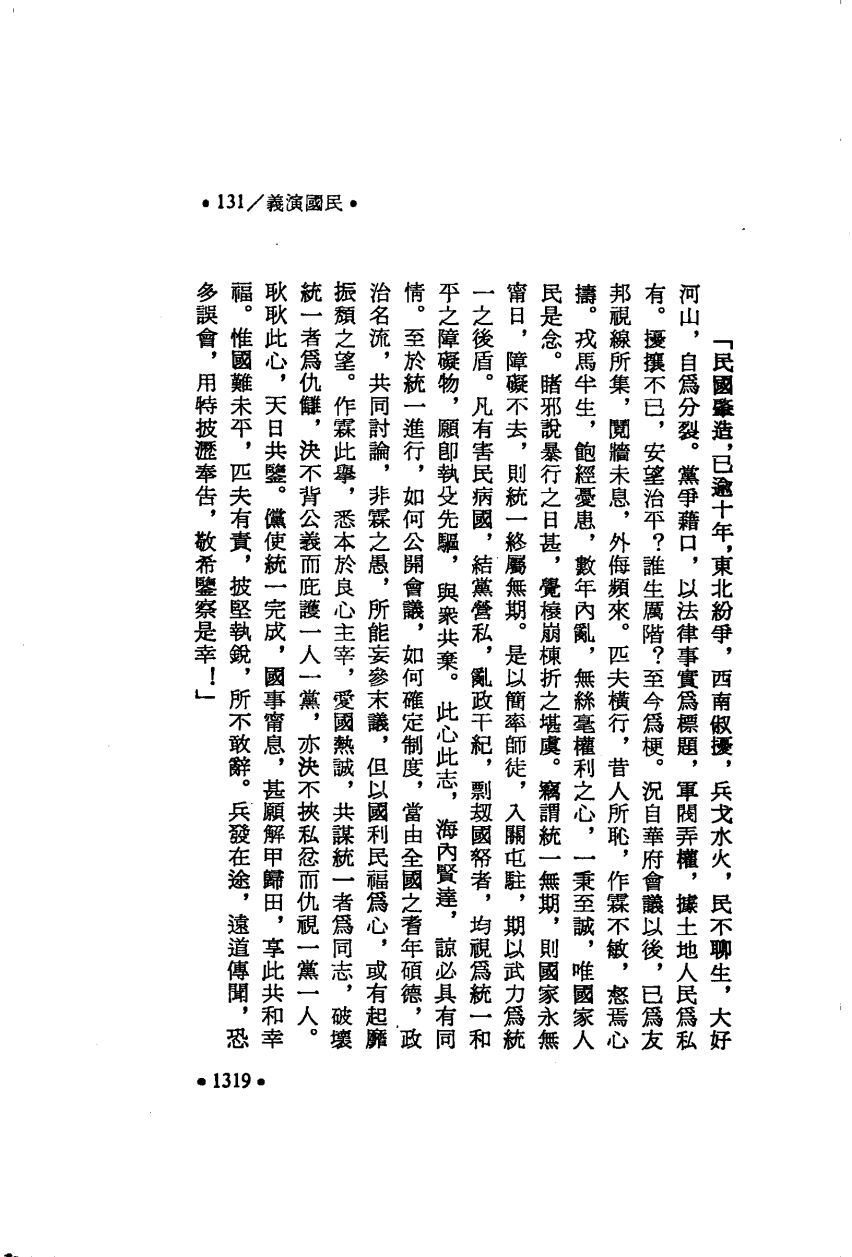 •131/義演國民•
「民國肇造,已逾十年,東北紛爭,西南俶擾,兵戈水火,民不聊生,大好
河山,自爲分裂。黨爭藉口,以法律事實爲標題,軍閥弄權,據土地人民爲私
有。擾攘不已,安望治平?誰生厲階?至今爲梗。況自華府會議以後,已爲友
邦視線所集,鬩牆未息,外侮頻來。匹夫橫行,昔人所恥,作霖不敏,惄焉心
擣。戎馬半生,飽經憂患,數年內亂,無絲毫權利之心,一秉至誠,唯國家人
民是念。睹邪說暴行之日甚,覺榱崩棟折之堪虞。竊謂統一無期,則國家永無
甯日,障礙不去,則統一終屬無期。是以簡率師徒,入關屯駐,期以武力爲統
一之後盾。凡有害民病國,結黨營私,亂政干紀,剽刼國帑者,均視爲統一和
平之障礙物,願卽執殳先驅,與衆共棄。此心此志,海內賢達,諒必具有同
情。至於統一進行,如何公開會議,如何確定制度,當由全國之耆年碩德,政
治名流,共同討論,非霖之愚,所能妄參末議,但以國利民福爲心,或有起靡
振頹之望。作霖此舉,悉本於良心主宰,愛國熱誠,共謀統一者爲同志,破壞
統一者爲仇讎,決不背公義而庇護一人一黨,亦決不挾私忿而仇視一黨一人。
耿耿此心,天日共鑒。儻使統一完成,國事甯息,甚願解甲歸田,享此共和幸
福。惟國難未平,匹夫有責,披堅執銳,所不敢辭。兵發在途,遠道傳聞,恐
多誤會,用特披瀝奉告,敬希鑒察是幸!」
•1319•